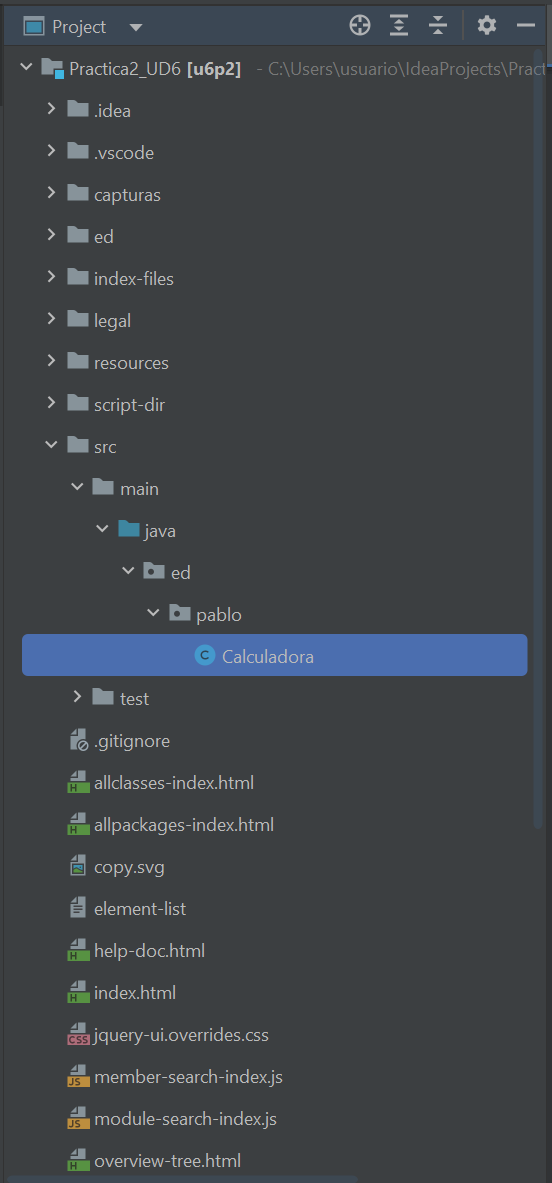 Project
Practica2_UD6 [u6p2] - C:\Users\usuario\IdeaProjects\Pract
.idea
.vscode
capturas
ed
index-files
legal
resources
script-dir
src
main
java
ed
pablo
C Calculadora
test
.gitignore
H allclasses-index.html
H allpackages-index.html
copy.svg
element-list
H help-doc.html
H index.html
CSS jquery-ui.overrides.css
JS member-search-index.js
JS module-search-index.js
H overview-tree.html